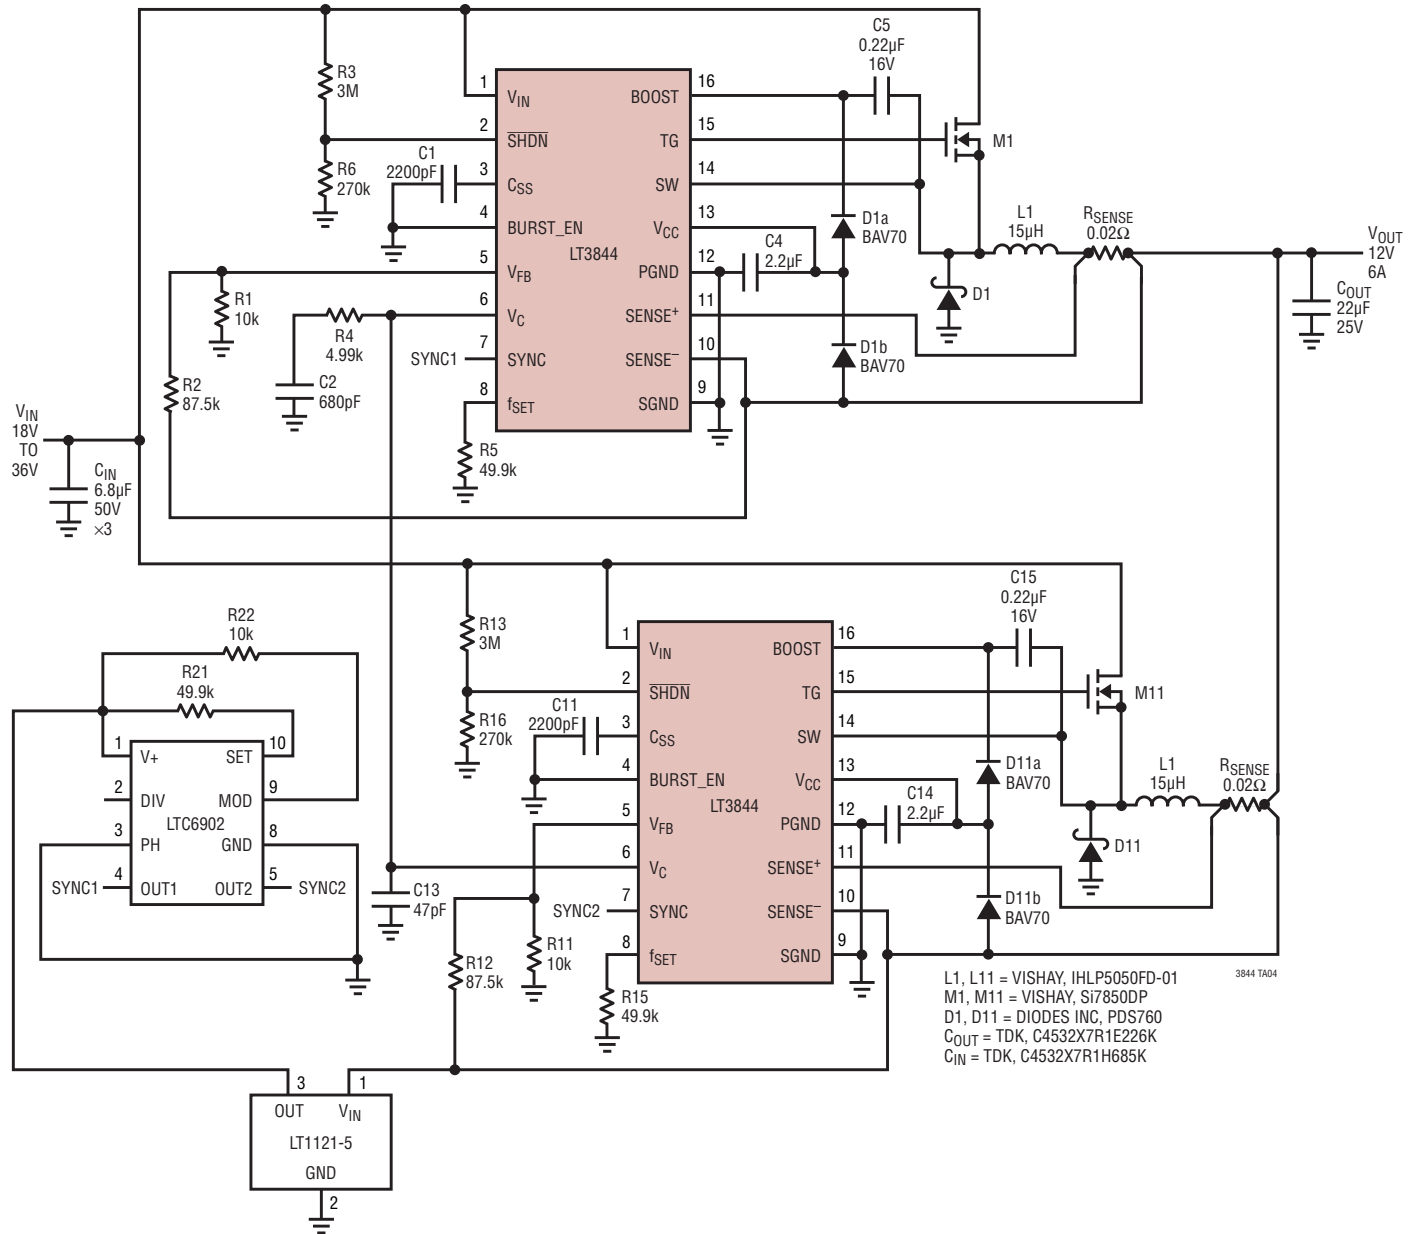 R3
3M
R6
270k
C1
2200pF
1
2
3
4
5
6
7
8
VIN
SHDN
CSS
BURST_EN
VFB
VC
SYNC
fSET
LT3844
BOOST
TG
SW
VCC
PGND
SENSE+
SENSE–
SGND
16
15
14
13
12
11
10
9
C5
0.22µF
16V
M1
D1a
BAV70
C4
2.2µF
D1b
BAV70
D1
L1
15µH
RSENSE
0.02Ω
VOUT
12V
6A
COUT
22µF
25V
R1
10k
R4
4.99k
SYNC1
C2
680pF
R2
87.5k
R5
49.9k
VIN
18V
TO
36V
CIN
6.8µF
50V
×3
R22
10k
R21
49.9k
1
2
3
4
V+
DIV
PH
OUT1
LTC6902
SET
MOD
GND
OUT2
10
9
8
5
SYNC1
SYNC2
R13
3M
R16
270k
C11
2200pF
1
2
3
4
5
6
7
8
VIN
SHDN
CSS
BURST_EN
VFB
VC
SYNC
fSET
LT3844
BOOST
TG
SW
VCC
PGND
SENSE+
SENSE–
SGND
16
15
14
13
12
11
10
9
C15
0.22µF
16V
M11
D11a
BAV70
C14
2.2µF
D11b
BAV70
D11
L1
15µH
RSENSE
0.02Ω
C13
47pF
SYNC2
R11
10k
R12
87.5k
R15
49.9k
3
1
OUT
VIN
LT1121-5
GND
2
L1, L11 = VISHAY, IHLP5050FD-01
M1, M11 = VISHAY, Si7850DP
D1, D11 = DIODES INC, PDS760
COUT = TDK, C4532X7R1E226K
CIN = TDK, C4532X7R1H685K
3844 TA04